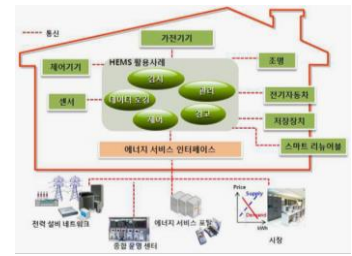 통신
가전기기
제어기기
HEMS 활용사례
조명
감시
관리
센서
데이터 수집
전기자동차
제어
경고
저장장치
에너지 서비스 인터페이스
스마트 리뉴어블
Price
Supply
Demand
kWh
전력 설비 네트워크
에너지 서비스 포탈
종합 운영 센터
시장